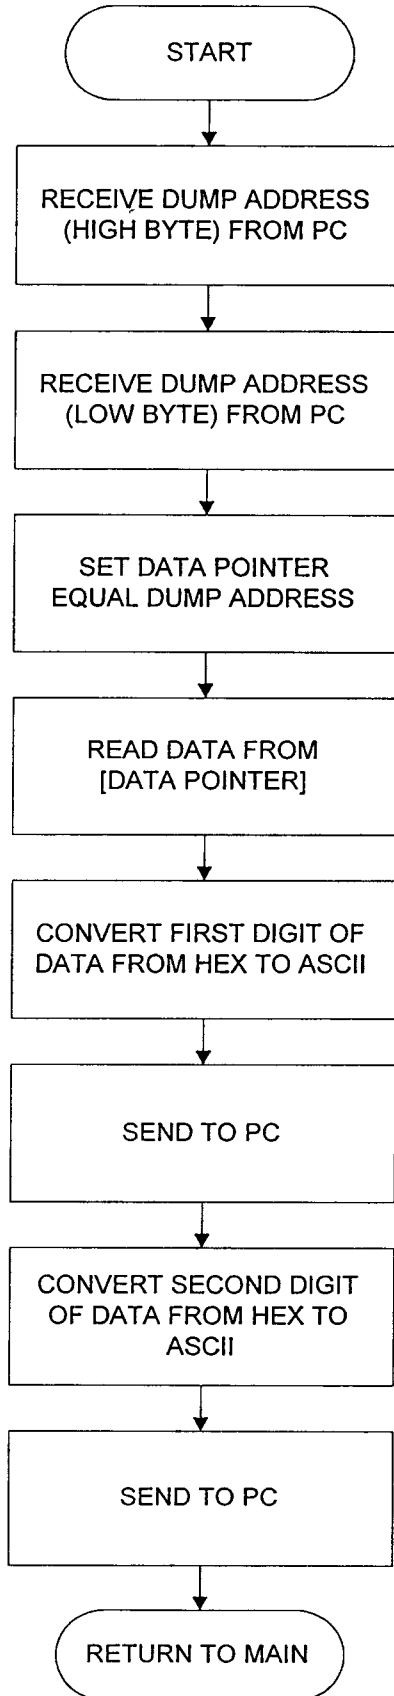 START
RECEIVE DUMP ADDRESS
(HIGH BYTE) FROM PC
RECEIVE DUMP ADDRESS
(LOW BYTE) FROM PC
SET DATA POINTER
EQUAL DUMP ADDRESS
READ DATA FROM
[DATA POINTER]
CONVERT FIRST DIGIT OF
DATA FROM HEX TO ASCII
SEND TO PC
CONVERT SECOND DIGIT
OF DATA FROM HEX TO
ASCII
SEND TO PC
RETURN TO MAIN